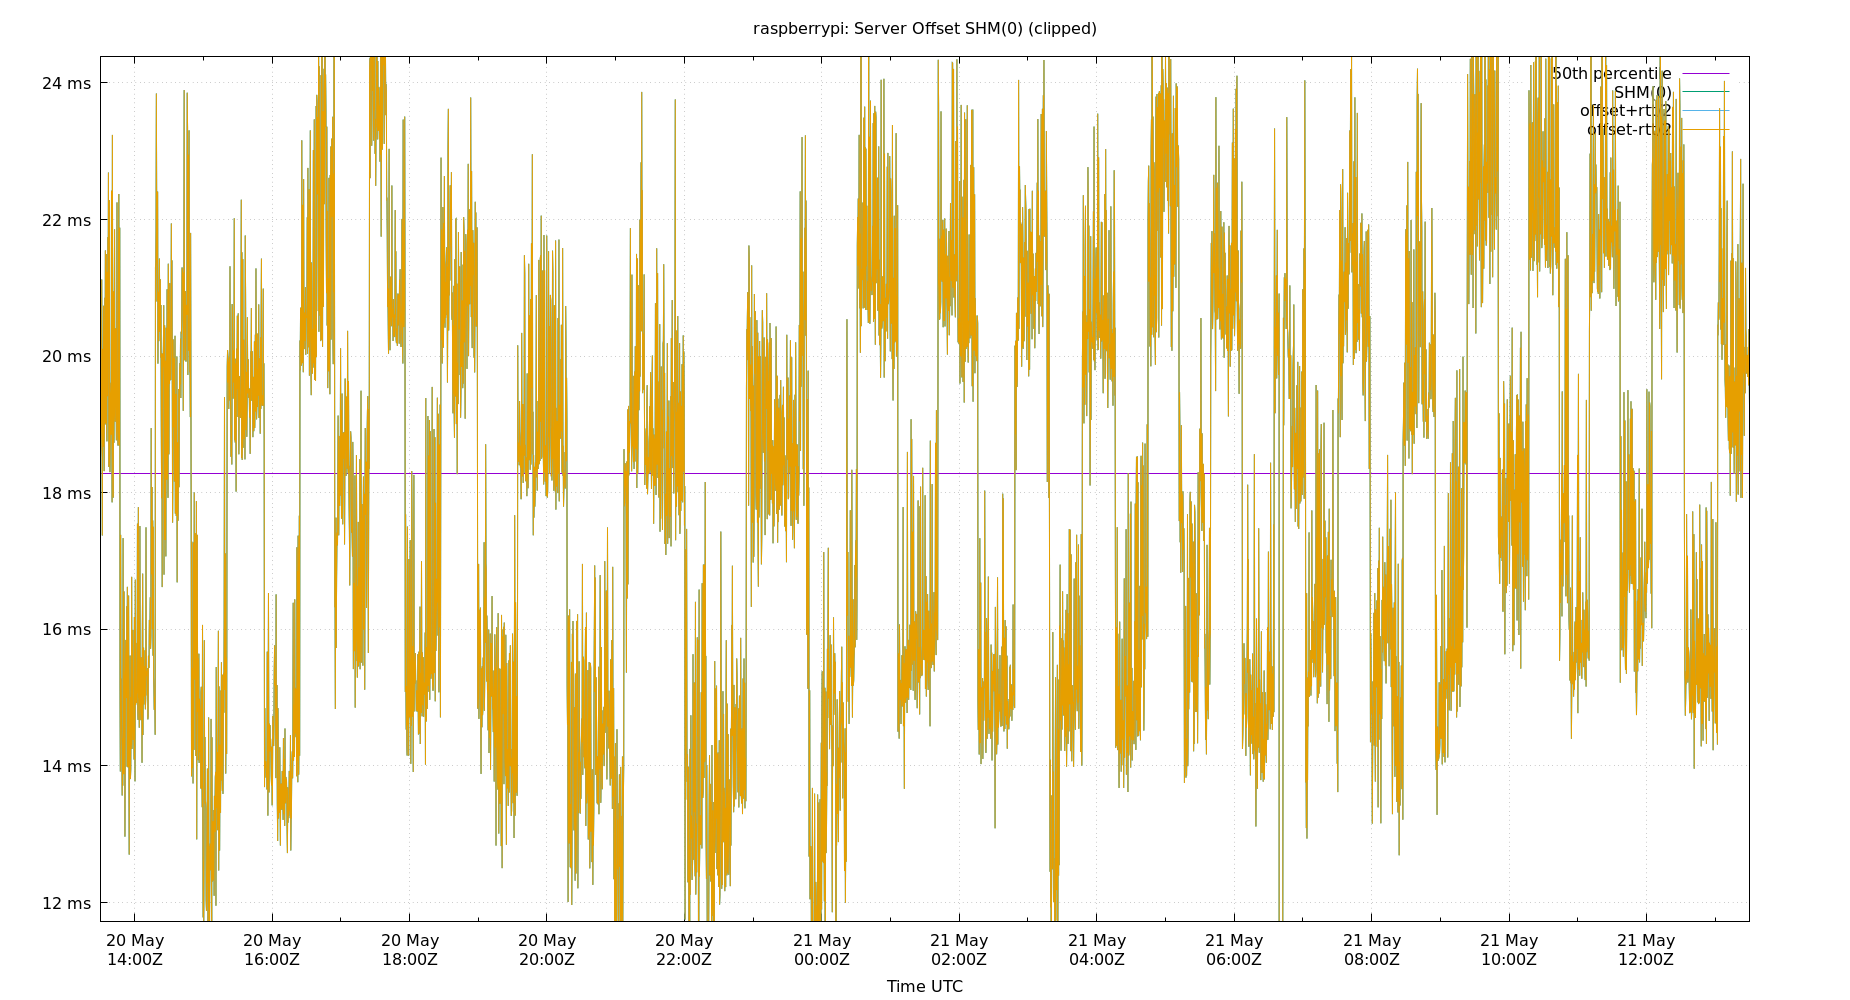 raspberrypi: Server Offset SHM(0) (clipped)
24 ms
22 ms
20 ms
18 ms
16 ms
14 ms
12 ms
50th percentile
SHM(0)
offset+rtt/2
offset-rtt/2
20 May 14:00Z
20 May 16:00Z
20 May 18:00Z
20 May 20:00Z
20 May 22:00Z
21 May 00:00Z
21 May 02:00Z
21 May 04:00Z
21 May 06:00Z
21 May 08:00Z
21 May 10:00Z
21 May 12:00Z
Time UTC